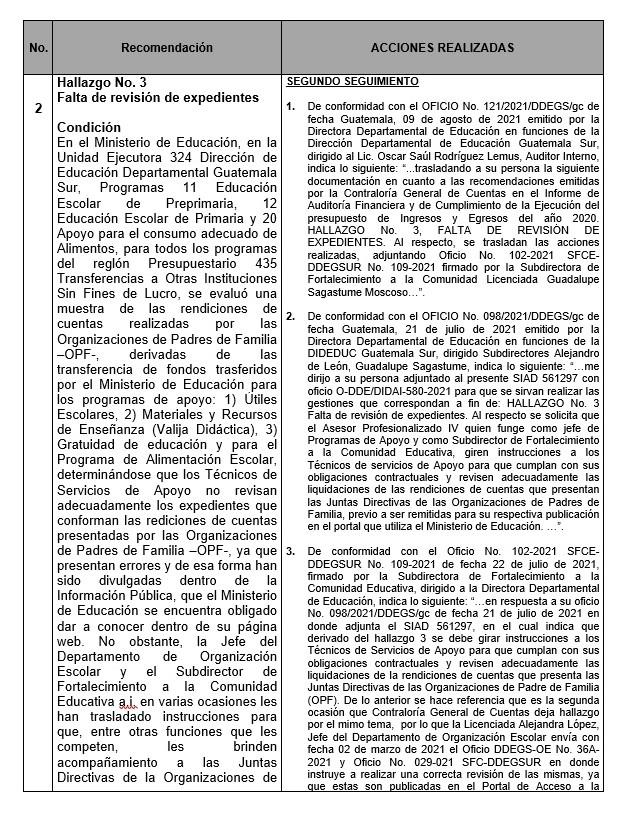 No.
Recomendación
ACCIONES REALIZADAS
2
Hallazgo No. 3
Falta de revisión de expedientes
Condición
En el Ministerio de Educación, en la
Unidad Ejecutora 324 Dirección de
Educación Departamental Guatemala
Sur, Programas 11 Educación
Escolar de Preprimaria, 12
Educación Escolar de Primaria y 20
Apoyo para el consumo adecuado de
Alimentos, para todos los programas
del reglón Presupuestario 435
Transferencias a Otras Instituciones
Sin Fines de Lucro, se evaluó una
muestra de las rendiciones de
cuentas realizadas por las
Organizaciones de Padres de Familia
–OPF-, derivadas de las
transferencia de fondos trasferidos
por el Ministerio de Educación para
los programas de apoyo: 1) Útiles
Escolares, 2) Materiales y Recursos
de Enseñanza (Valija Didáctica), 3)
Gratuidad de educación y para el
Programa de Alimentación Escolar,
determinándose que los Técnicos de
Servicios de Apoyo no revisan
adecuadamente los expedientes que
conforman las rediciones de cuentas
presentadas por las Organizaciones
de Padres de Familia –OPF-, ya que
presentan errores y de esa forma han
sido divulgadas dentro de la
Información Pública, que el Ministerio
de Educación se encuentra obligado
dar a conocer dentro de su página
web. No obstante, la Jefe del
Departamento de Organización
Escolar y el Subdirector de
Fortalecimiento a la Comunidad
Educativa a.i. en varias ocasiones les
han trasladado instrucciones para
que, entre otras funciones que les
competen, les brinden
acompañamiento a las Juntas
Directivas de la Organizaciones de
SEGUNDO SEGUIMIENTO
1. De conformidad con el OFICIO No. 121/2021/DDEGS/gc de
fecha Guatemala, 09 de agosto de 2021 emitido por la
Directora Departamental de Educación en funciones de la
Dirección Departamental de Educación Guatemala Sur,
dirigido al Lic. Oscar Saúl Rodríguez Lemus, Auditor Interno,
indica lo siguiente: “...trasladando a su persona la siguiente
documentación en cuanto a las recomendaciones emitidas
por la Contraloría General de Cuentas en el Informe de
Auditoría Financiera y de Cumplimiento de la Ejecución del
presupuesto de Ingresos y Egresos del año 2020.
HALLAZGO No. 3, FALTA DE REVISIÓN DE
EXPEDIENTES. Al respecto, se trasladan las acciones
realizadas, adjuntando Oficio No. 102-2021 SFCE-
DDEGSUR No. 109-2021 firmado por la Subdirectora de
Fortalecimiento a la Comunidad Licenciada Guadalupe
Sagastume Moscoso...”.
2. De conformidad con el OFICIO No. 098/2021/DDEGS/gc de
fecha Guatemala, 21 de julio de 2021 emitido por la
Directora Departamental de Educación en funciones de la
DIDEDUC Guatemala Sur, dirigido Subdirectores Alejandro
de León, Guadalupe Sagastume, indica lo siguiente: “...me
dirijo a su persona adjuntado al presente SIAD 561297 con
oficio O-DDE/DIDAI-580-2021 para que se sirvan realizar las
gestiones que correspondan a fin de: HALLAZGO No. 3
Falta de revisión de expedientes. Al respecto se solicita que
el Asesor Profesionalizado IV quien funge como jefe de
Programas de Apoyo y como Subdirector de Fortalecimiento
a la Comunidad Educativa, giren instrucciones a los
Técnicos de servicios de Apoyo para que cumplan con sus
obligaciones contractuales y revisen adecuadamente las
liquidaciones de las rendiciones de cuentas que presentan
las Juntas Directivas de las Organizaciones de Padres de
Familia, previo a ser remitidas para su respectiva publicación
en el portal que utiliza el Ministerio de Educación. ...”.
3. De conformidad con el Oficio No. 102-2021 SFCE-
DDEGSUR No. 109-2021 de fecha 22 de julio de 2021,
firmado por la Subdirectora de Fortalecimiento a la
Comunidad Educativa, dirigido a la Directora Departamental
de Educación, indica lo siguiente: “...en respuesta a su oficio
No. 098/2021/DDEGS/gc de fecha 21 de julio de 2021 en
donde adjunta el SIAD 561297, en el cual indica que
derivado del hallazgo 3 se debe girar instrucciones a los
Técnicos de Servicios de Apoyo para que cumplan con sus
obligaciones contractuales y revisen adecuadamente las
liquidaciones de la rendiciones de cuentas que presenta las
Juntas Directivas de las Organizaciones de Padre de Familia
(OPF). De lo anterior se hace referencia que es la segunda
ocasión que Contraloría General de Cuentas deja hallazgo
por el mimo tema, por lo que la Licenciada Alejandra López,
Jefe del Departamento de Organización Escolar envía con
fecha 02 de marzo de 2021 el Oficio DDEGS-OE No. 36A-
2021 y Oficio No. 029-021 SFC-DDEGSUR en donde
instruye a realizar una correcta revisión de las mismas, ya
que estas son publicadas en el Portal de Acceso a la